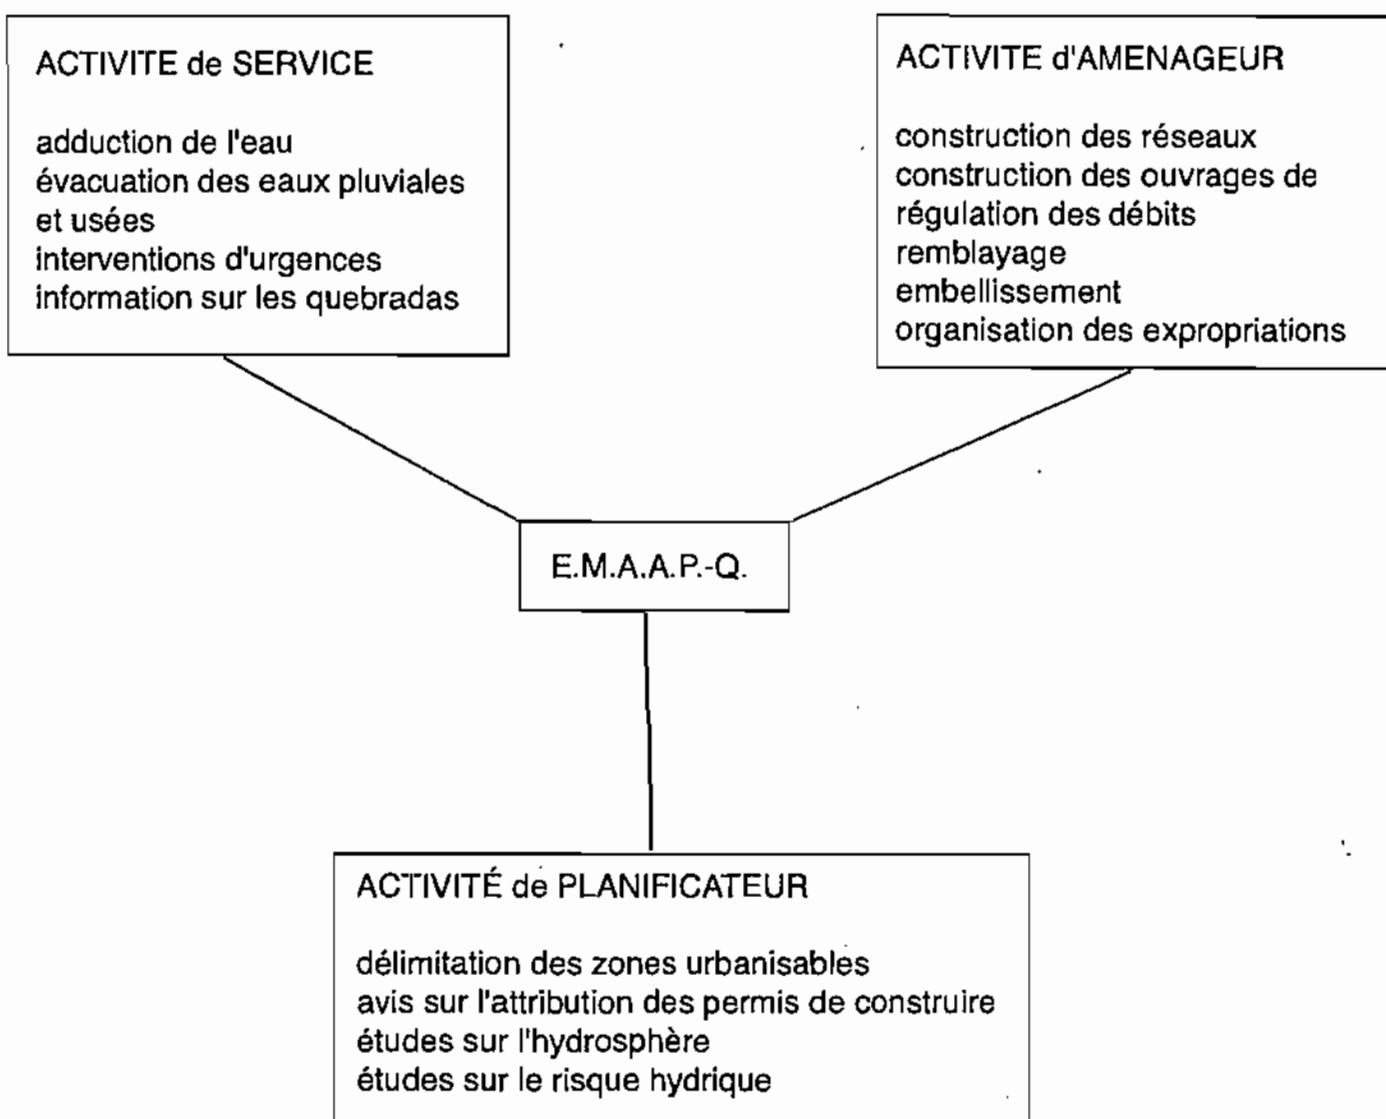 ACTIVITE de SERVICE
adduction de l'eau
évacuation des eaux pluviales
et usées
interventions d'urgences
information sur les quebradas
ACTIVITE d'AMENAGEUR
construction des réseaux
construction des ouvrages de
régulation des débits
remblayage
embellissement
organisation des expropriations
E.M.A.A.P.-Q.
ACTIVITÉ de PLANIFICATEUR
délimitation des zones urbanisables
avis sur l'attribution des permis de construire
études sur l'hydrosphère
études sur le risque hydrique